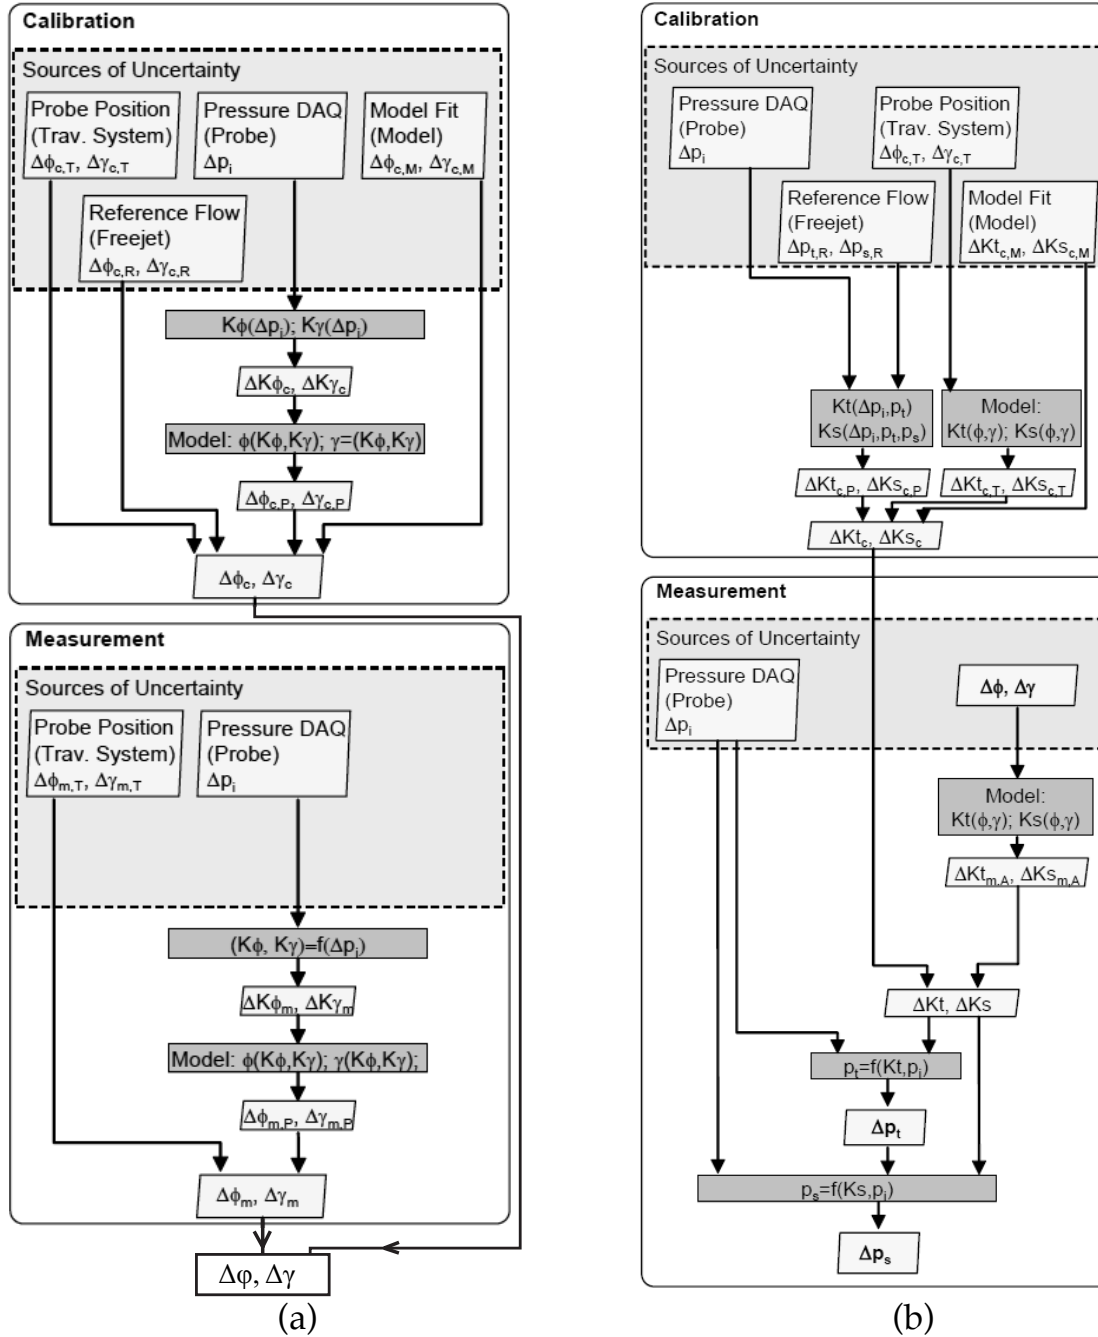 Calibration
Sources of Uncertainty
Probe Position
(Trav. System)
Δϕc,T, Δγc,T
Pressure DAQ
(Probe)
Δpi
Model Fit
(Model)
Δϕc,M, Δγc,M
Reference Flow
(Freejet)
Δϕc,R, Δγc,R
Kϕ(Δpi); Kγ(Δpi)
ΔKϕc, ΔKγc
Model: ϕ(Kϕ,Kγ); γ=(Kϕ,Kγ)
Δϕc,P, Δγc,P
Δϕc, Δγc
Measurement
Sources of Uncertainty
Probe Position
(Trav. System)
Δϕm,T, Δγm,T
Pressure DAQ
(Probe)
Δpi
(Kϕ, Kγ)=f(Δpi)
ΔKϕm, ΔKγm
Model: ϕ(Kϕ,Kγ); γ(Kϕ,Kγ);
Δϕm,P, Δγm,P
Δϕm, Δγm
Δφ, Δγ
(a)
Calibration
Sources of Uncertainty
Pressure DAQ
(Probe)
Δpi
Probe Position
(Trav. System)
Δϕc,T, Δγc,T
Reference Flow
(Freejet)
Δpt,R, Δps,R
Model Fit
(Model)
ΔKtc,M, ΔKsc,M
Kt(Δpi,pt)
Ks(Δpi,pt,ps)
Model:
Kt(ϕ,γ); Ks(ϕ,γ)
ΔKtc,P, ΔKsc,P
ΔKtc,T, ΔKsc,T
ΔKtc, ΔKsc
Measurement
Sources of Uncertainty
Pressure DAQ
(Probe)
Δpi
Δϕ, Δγ
Model:
Kt(ϕ,γ); Ks(ϕ,γ)
ΔKtm,A, ΔKsm,A
ΔKt, ΔKs
pt=f(Kt,pi)
Δpt
ps=f(Ks,pi)
Δps
(b)